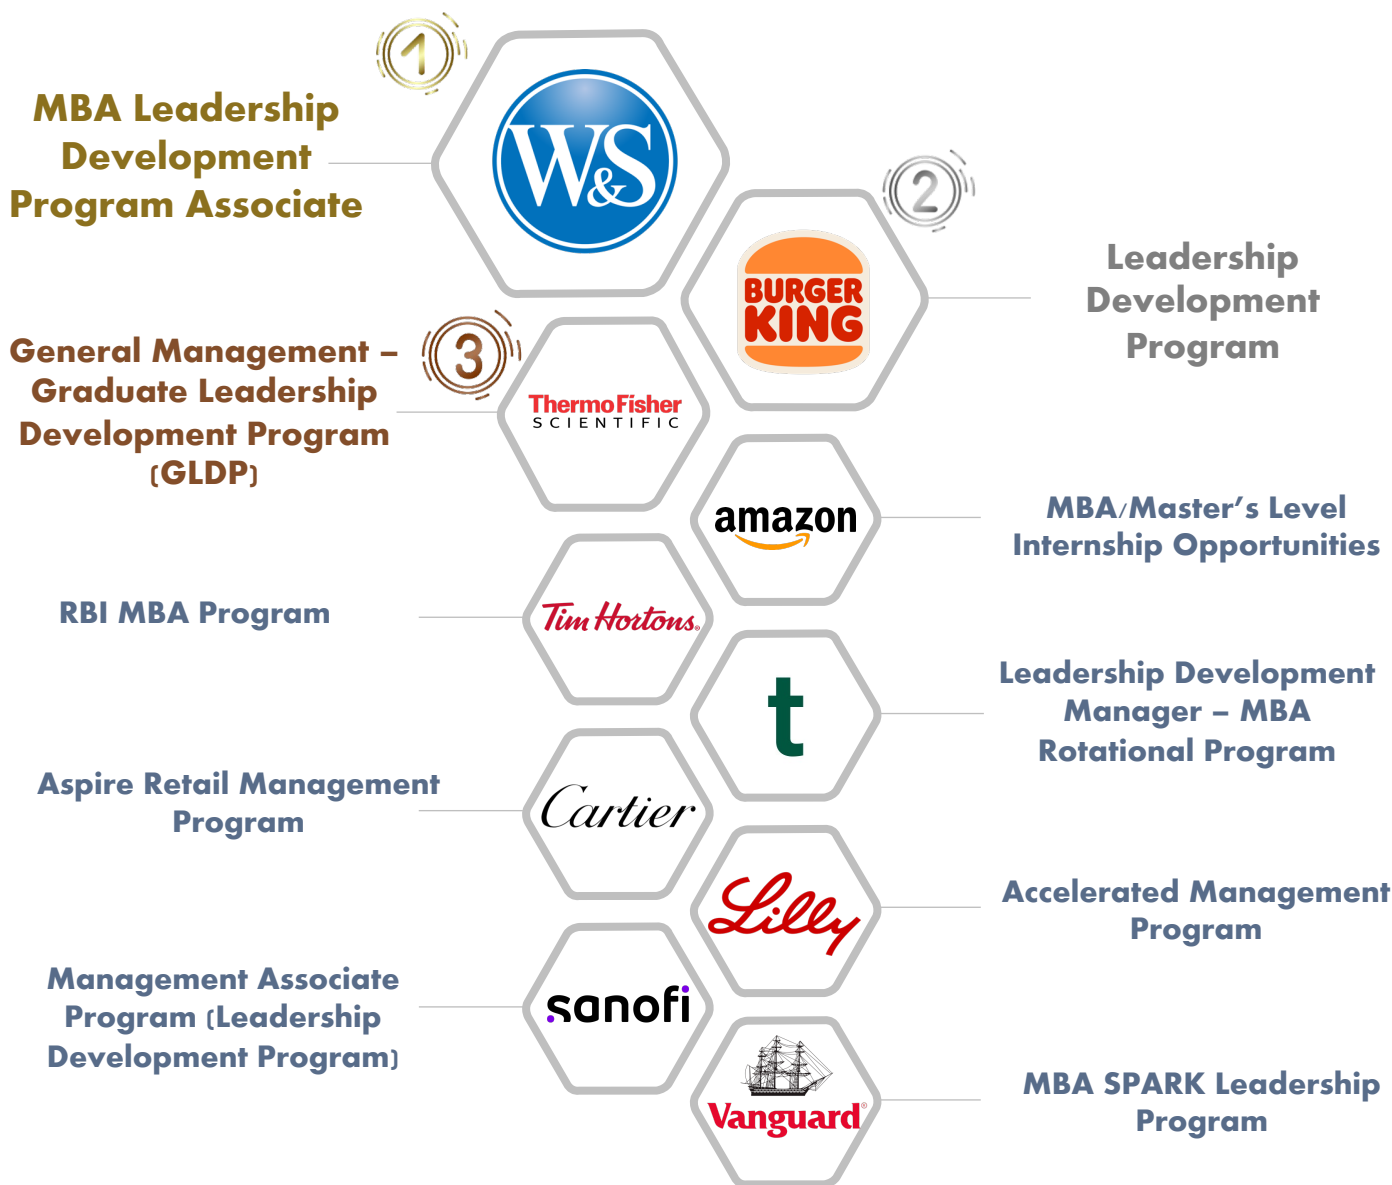 1
MBA Leadership
Development
Program Associate
W&S
2
BURGER
KING
Leadership
Development
Program
General Management –
Graduate Leadership
Development Program
(GLDP)
3
ThermoFisher
SCIENTIFIC
amazon
MBA/Master’s Level
Internship Opportunities
RBI MBA Program
Tim Hortons®
t
Leadership Development
Manager – MBA
Rotational Program
Aspire Retail Management
Program
Cartier
Lilly
Accelerated Management
Program
Management Associate
Program (Leadership
Development Program)
sanofi
Vanguard®
MBA SPARK Leadership
Program